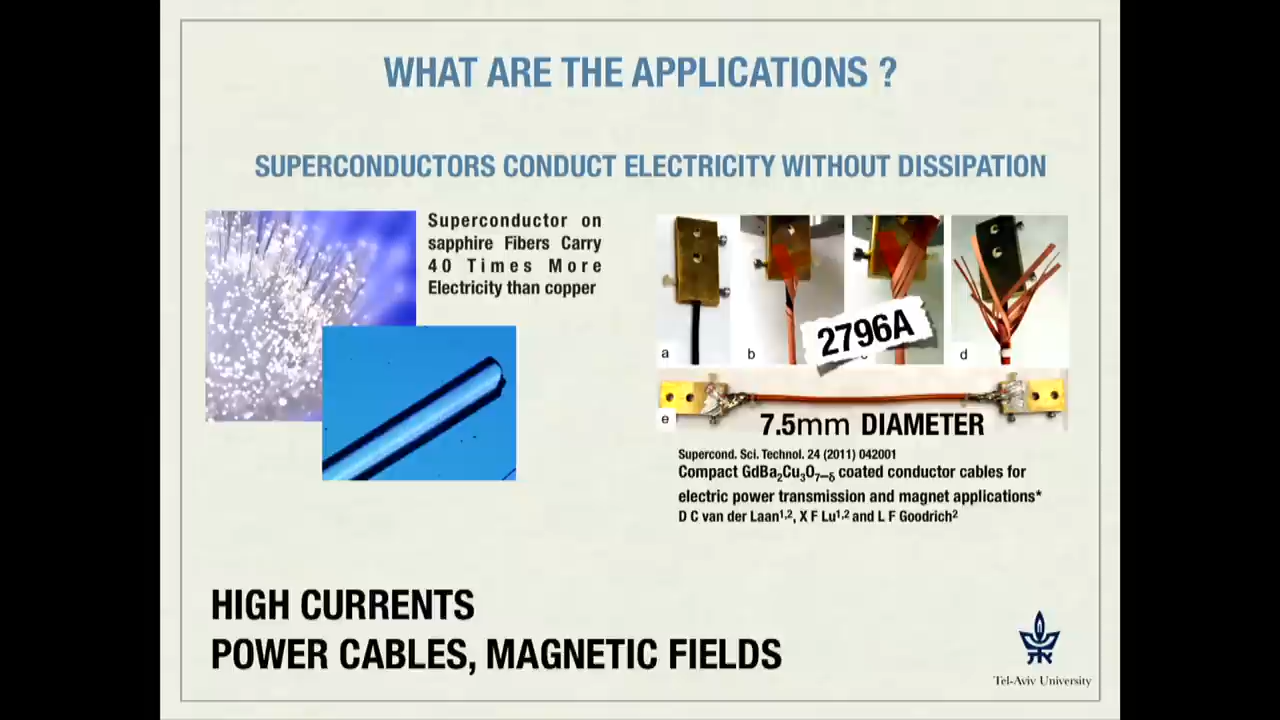 WHAT ARE THE APPLICATIONS ?
SUPERCONDUCTORS CONDUCT ELECTRICITY WITHOUT DISSIPATION
Superconductor on
sapphire Fibers Carry
40 Times More
Electricity than copper
a
b
d
2796A
e
7.5mm DIAMETER
Supercond. Sci. Technol. 24 (2011) 042001
Compact GdBa₂Cu₃O₇₋δ coated conductor cables for
electric power transmission and magnet applications*
D C van der Laan¹,², X F Lu¹,² and L F Goodrich²
HIGH CURRENTS
POWER CABLES, MAGNETIC FIELDS
Tel-Aviv University